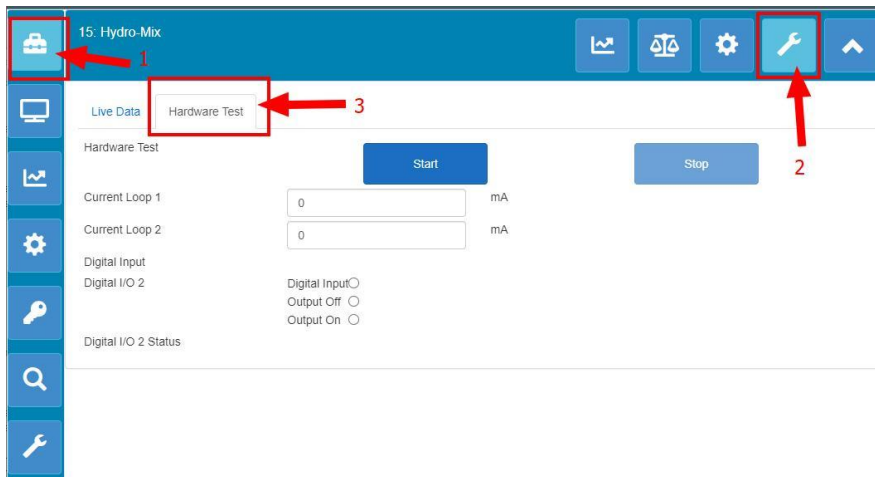 15: Hydro-Mix
1
2
Live Data Hardware Test
3
Hardware Test Start Stop
Current Loop 1 0 mA
Current Loop 2 0 mA
Digital Input
Digital I/O 2 Digital Input
Output Off
Output On
Digital I/O 2 Status